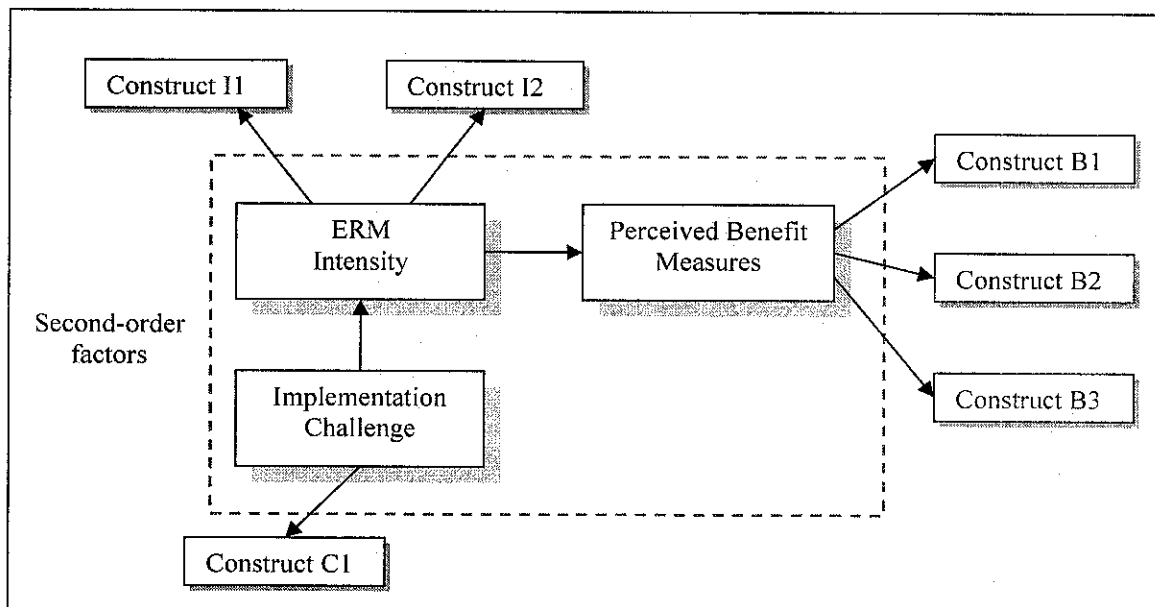 Construct I1
Construct I2
Construct B1
ERM
Intensity
Perceived Benefit
Measures
Construct B2
Second-order
factors
Implementation
Challenge
Construct B3
Construct C1